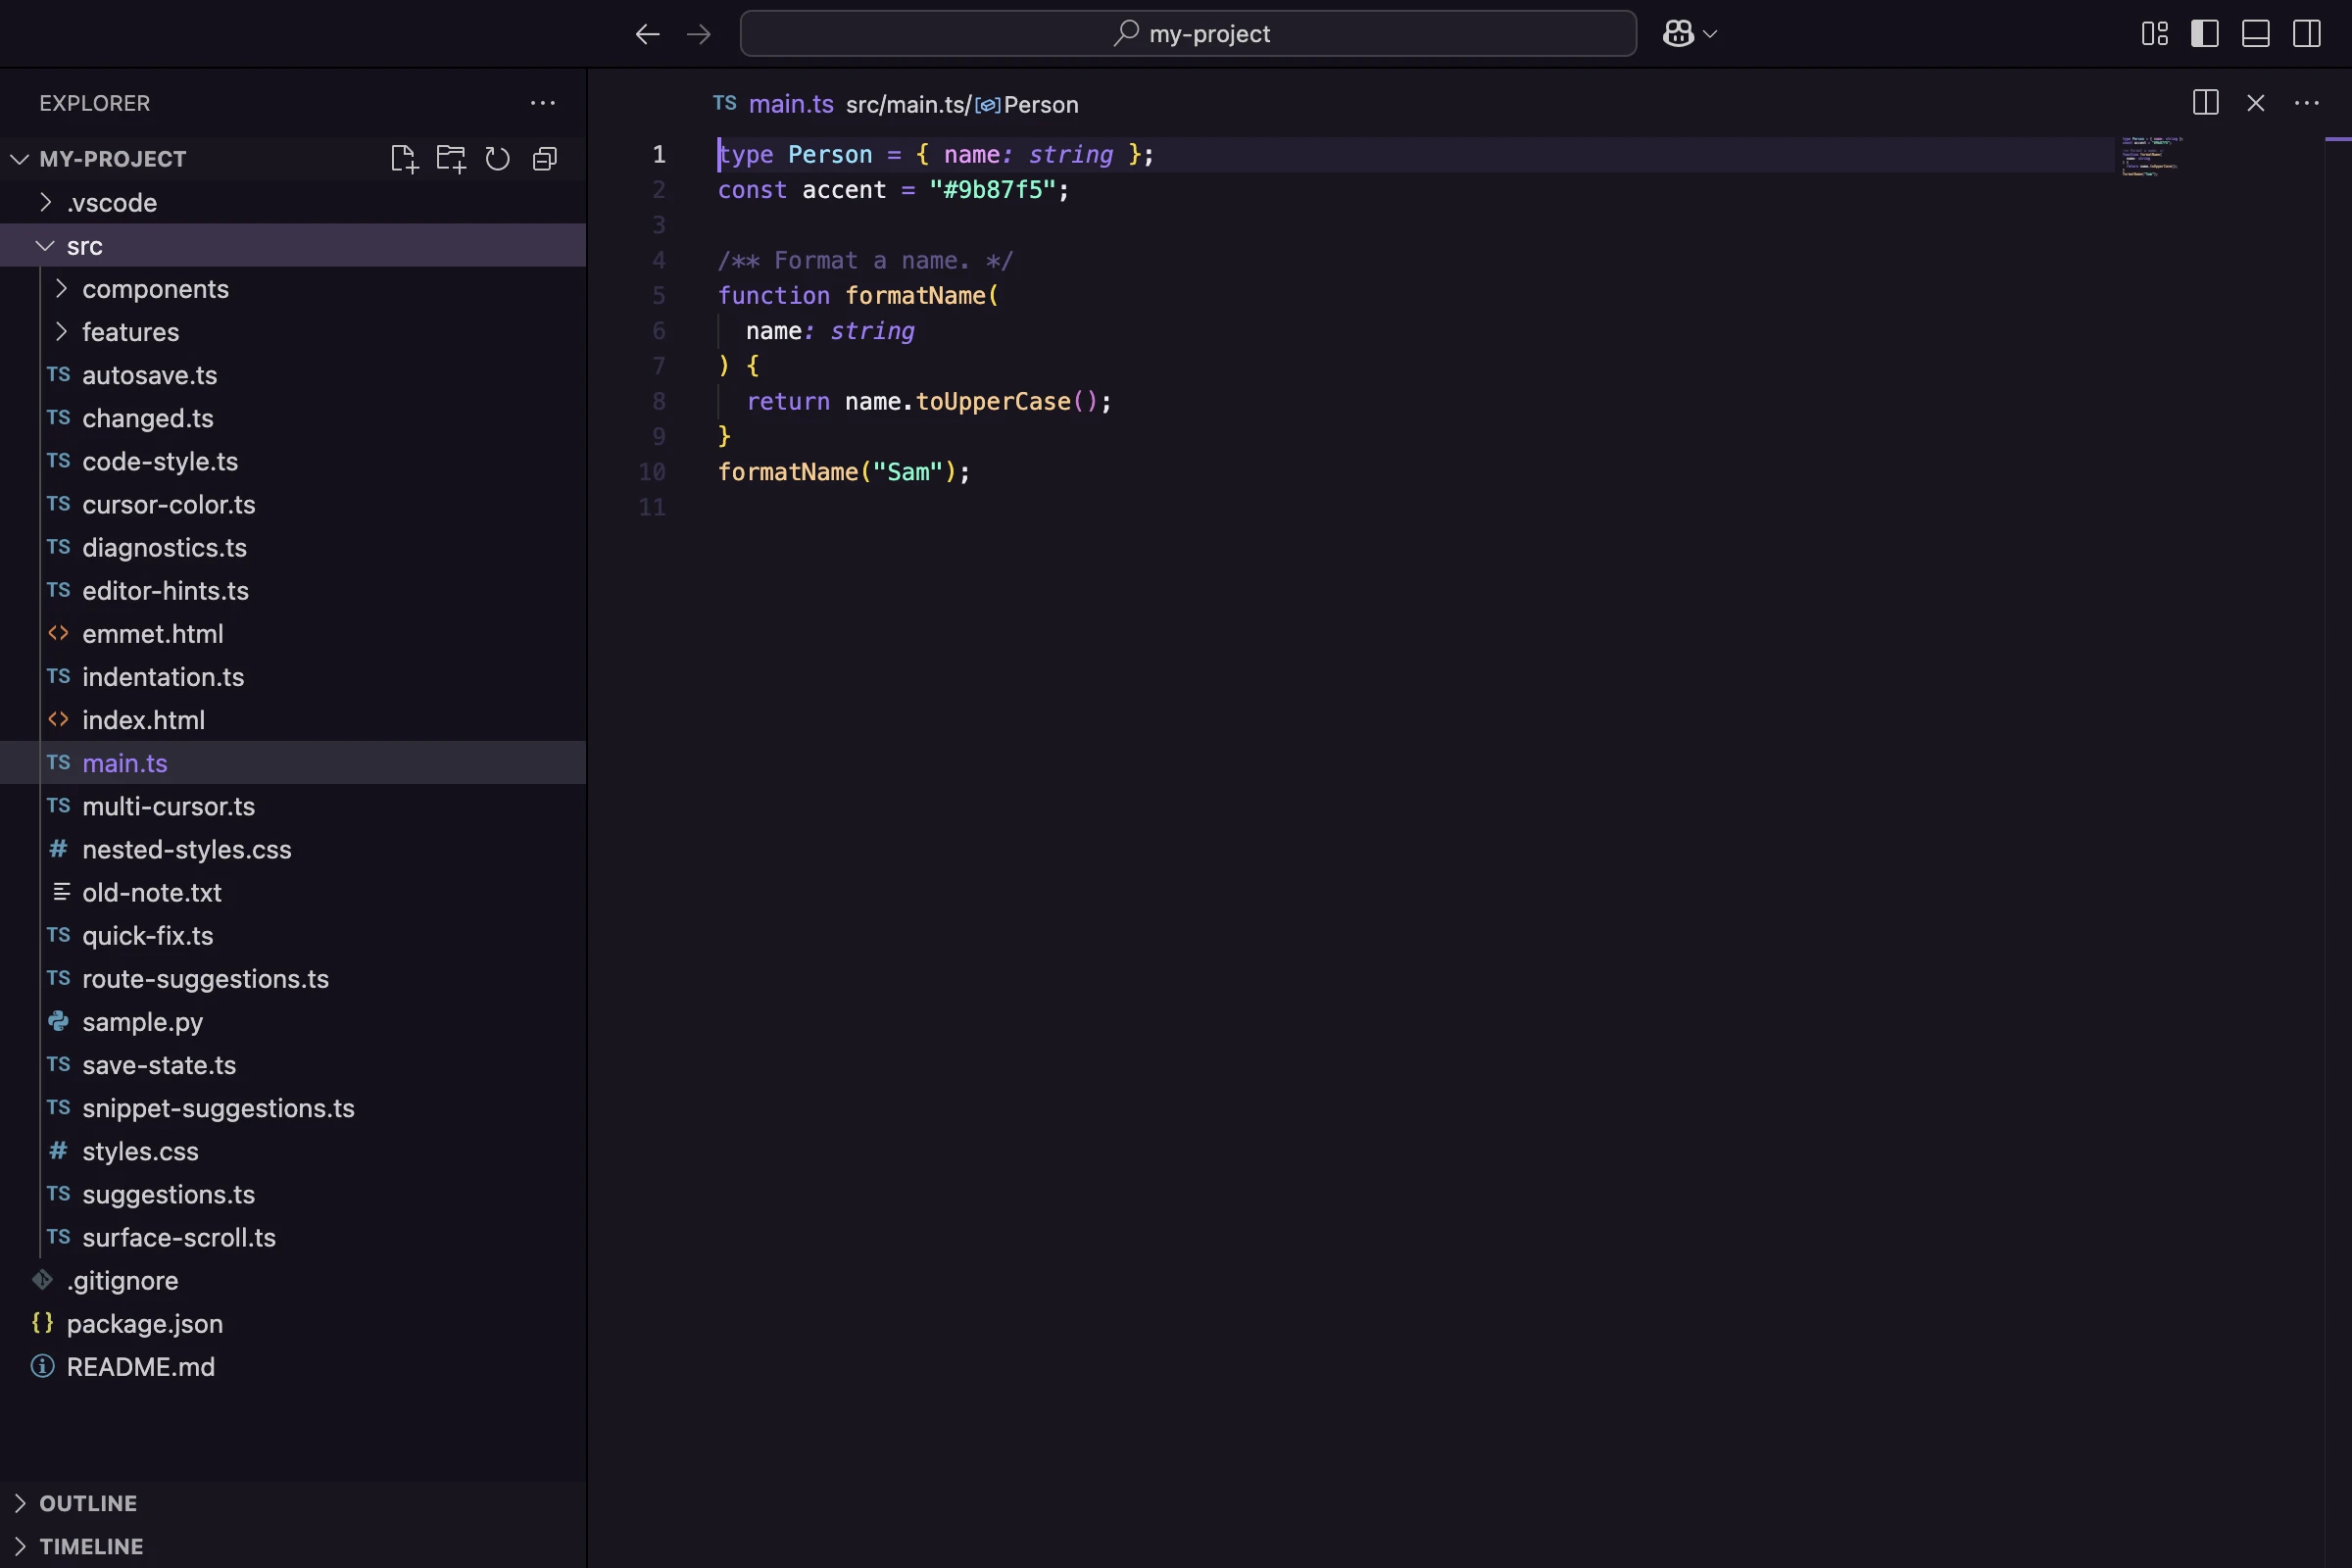 my-project
EXPLORER
MY-PROJECT
.vscode
src
components
features
TS autosave.ts
TS changed.ts
TS code-style.ts
TS cursor-color.ts
TS diagnostics.ts
TS editor-hints.ts
<> emmet.html
TS indentation.ts
<> index.html
TS main.ts
TS multi-cursor.ts
# nested-styles.css
old-note.txt
TS quick-fix.ts
TS route-suggestions.ts
sample.py
TS save-state.ts
TS snippet-suggestions.ts
# styles.css
TS suggestions.ts
TS surface-scroll.ts
.gitignore
{} package.json
README.md
OUTLINE
TIMELINE
TS main.ts src/main.ts/Person
1 type Person = { name: string };
2 const accent = "#9b87f5";
3
4 /** Format a name. */
5 function formatName(
6   name: string
7 ) {
8   return name.toUpperCase();
9 }
10 formatName("Sam");
11